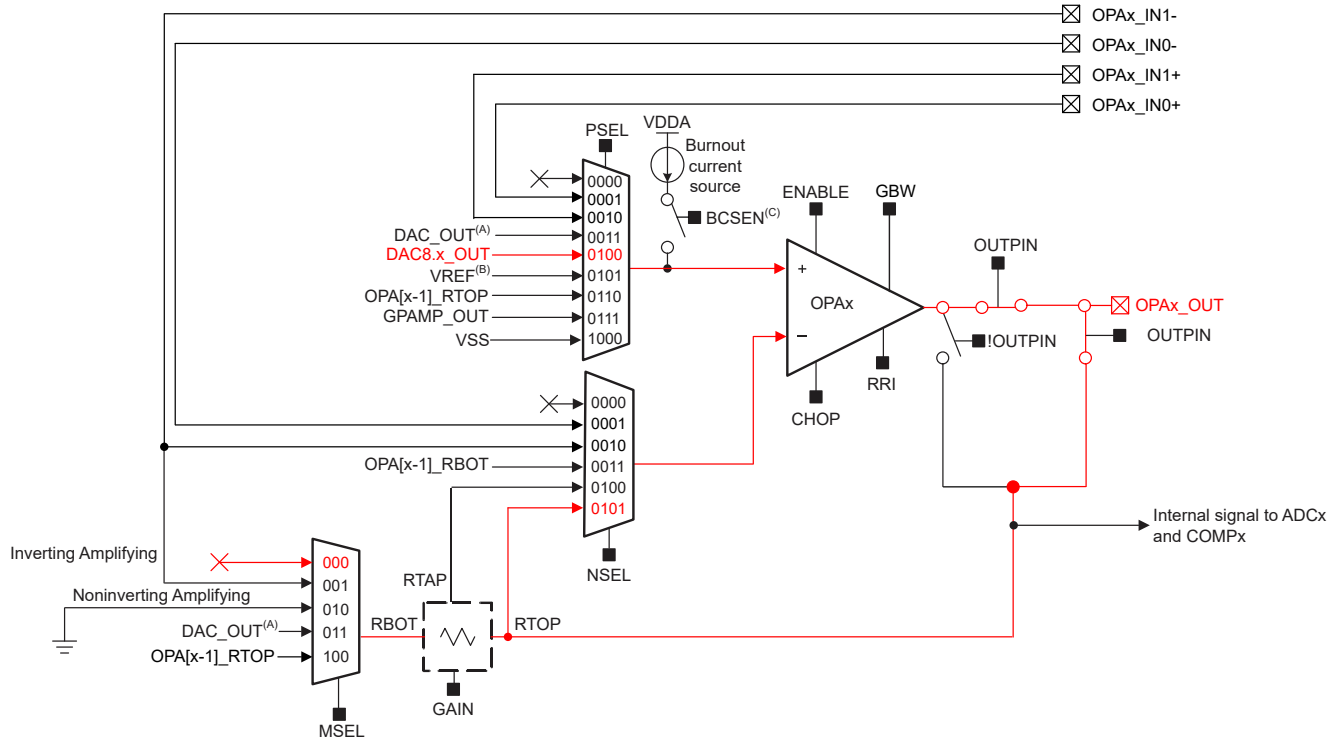 OPAx_IN1-
OPAx_IN0-
OPAx_IN1+
OPAx_IN0+
PSEL
VDDA
Burnout
current
source
BCSEN(C)
0000
0001
0010
DAC_OUT(A)
0011
DAC8.x_OUT
0100
VREF(B)
0101
OPA[x-1]_RTOP
0110
GPAMP_OUT
0111
VSS
1000
ENABLE
GBW
+
OPAx
−
RRI
CHOP
OUTPIN
OPAx_OUT
!OUTPIN
OUTPIN
0000
0001
0010
OPA[x-1]_RBOT
0011
0100
0101
NSEL
Internal signal to ADCx
and COMPx
Inverting Amplifying
000
001
Noninverting Amplifying
010
DAC_OUT(A)
011
OPA[x-1]_RTOP
100
MSEL
RBOT
RTAP
RTOP
GAIN